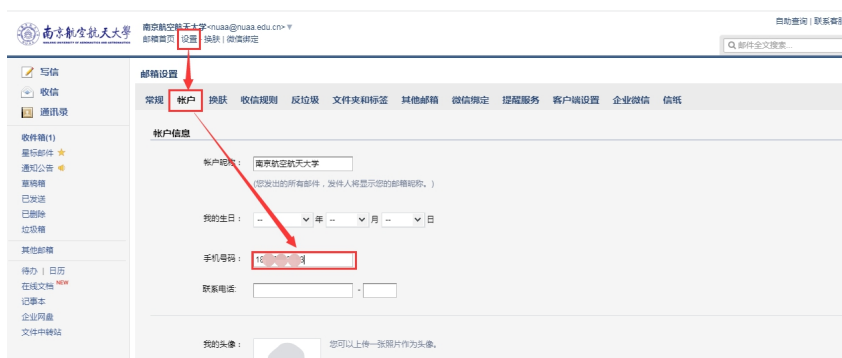 南京航空航天大学
南京航空航天大学<nuaa@nuaa.edu.cn>
邮箱首页 设置 换肤 | 微信绑定
自助查询 | 联系客服
邮件全文搜索...
写信
收信
通讯录
收件箱(1)
星标邮件
通知公告
草稿箱
已发送
已删除
垃圾箱
其他邮箱
待办 | 日历
在线文档 NEW
记事本
企业网盘
文件中转站
邮箱设置
常规 帐户 换肤 收信规则 反垃圾 文件夹和标签 其他邮箱 微信绑定 提醒服务 客户端设置 企业微信 信纸
帐户信息
帐户昵称: 南京航空航天大学
(您发出的所有邮件,发件人将显示您的邮箱昵称。)
我的生日: -- 年 -- 月 -- 日
手机号码: 18
联系电话: -
我的头像: 您可以上传一张照片作为头像。